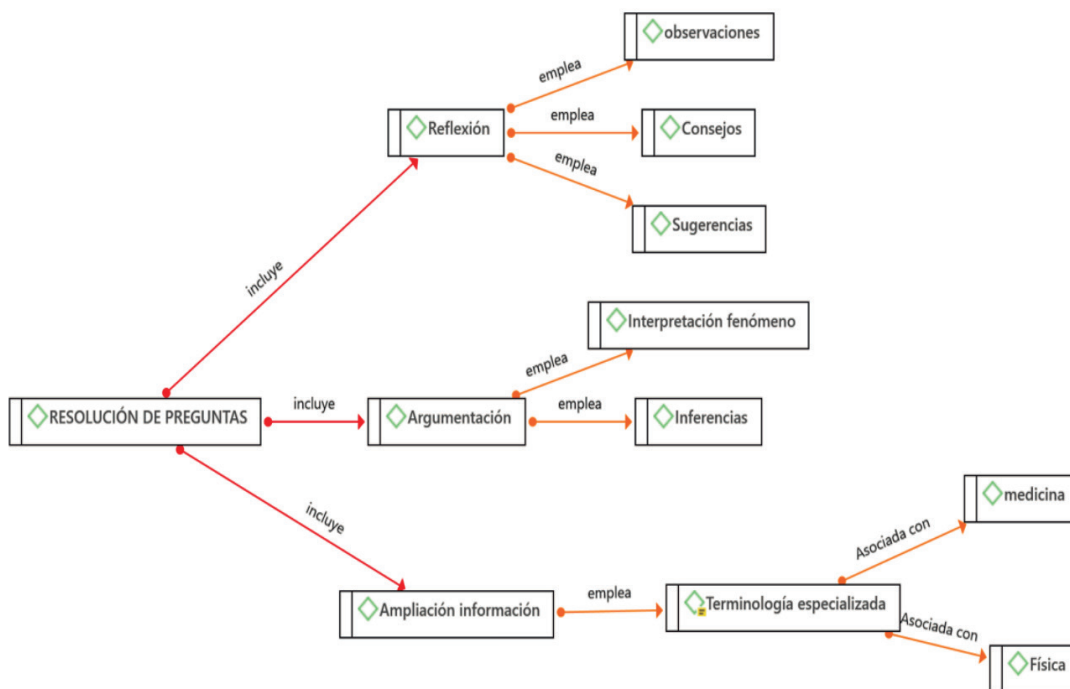 observaciones
emplea
Reflexión
emplea
Consejos
emplea
Sugerencias
incluye
Interpretación fenómeno
emplea
RESOLUCIÓN DE PREGUNTAS
incluye
Argumentación
emplea
Inferencias
incluye
medicina
Asociada con
Ampliación información
emplea
Terminología especializada
Asociada con
Física